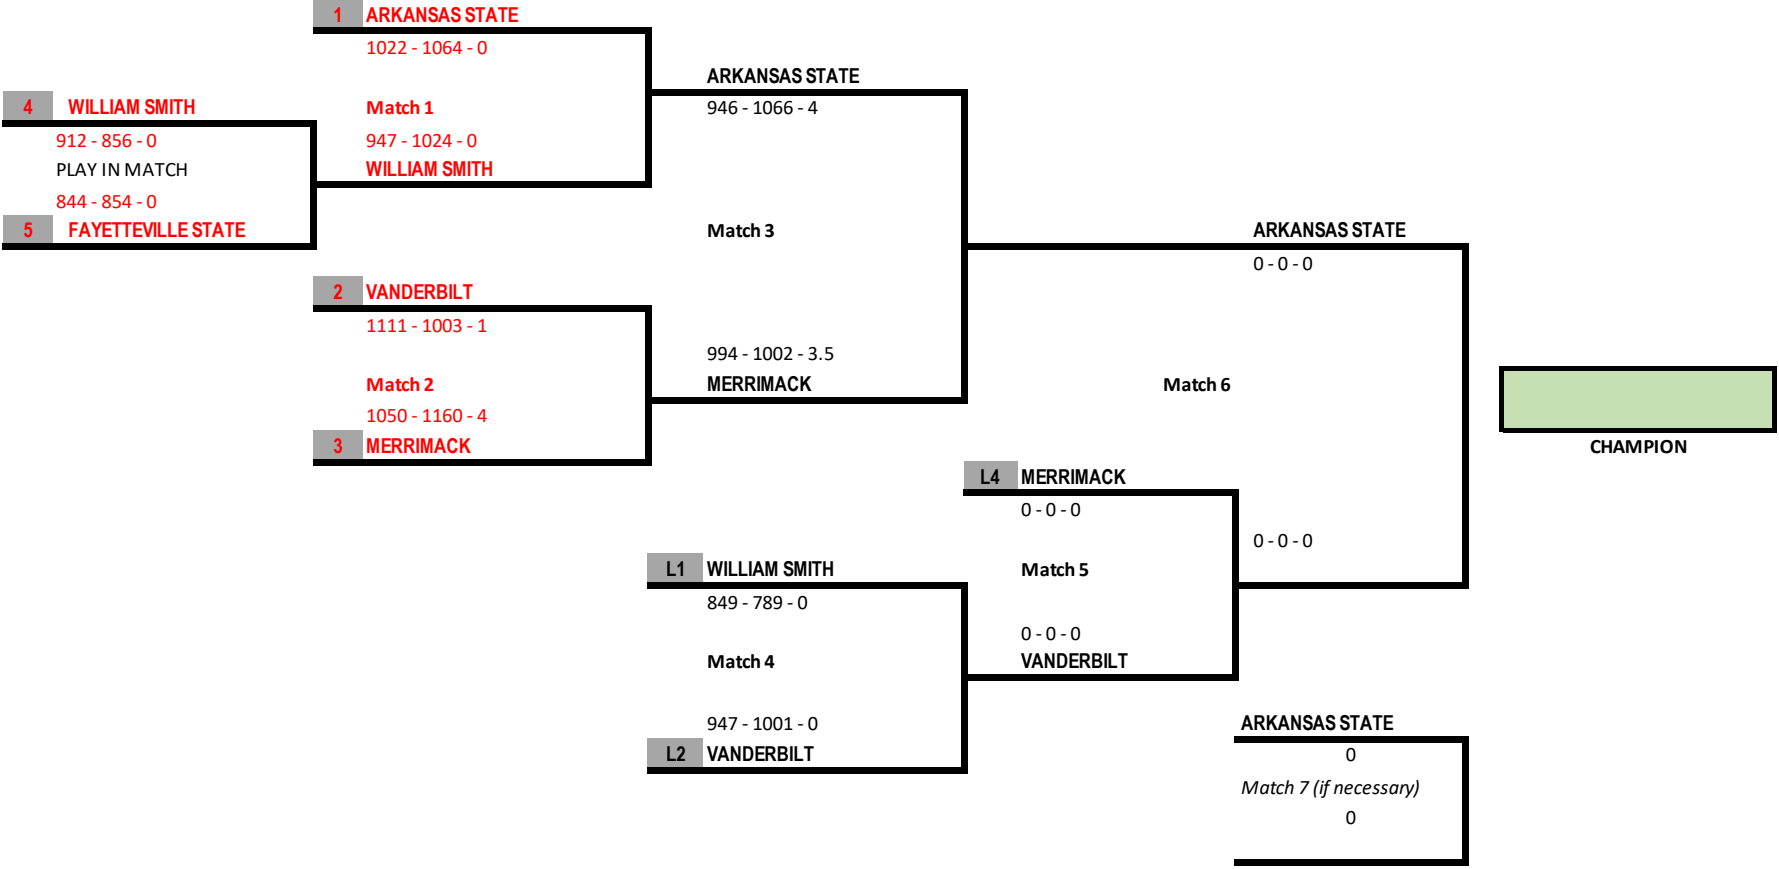 1 ARKANSAS STATE
1022 - 1064 - 0
ARKANSAS STATE
946 - 1066 - 4
4 WILLIAM SMITH
Match 1
912 - 856 - 0
947 - 1024 - 0
PLAY IN MATCH
WILLIAM SMITH
844 - 854 - 0
5 FAYETTEVILLE STATE
Match 3
ARKANSAS STATE
0 - 0 - 0
2 VANDERBILT
1111 - 1003 - 1
994 - 1002 - 3.5
Match 2
MERRIMACK
Match 6
1050 - 1160 - 4
3 MERRIMACK
CHAMPION
L4 MERRIMACK
0 - 0 - 0
0 - 0 - 0
L1 WILLIAM SMITH
Match 5
849 - 789 - 0
0 - 0 - 0
Match 4
VANDERBILT
947 - 1001 - 0
ARKANSAS STATE
L2 VANDERBILT
0
Match 7 (if necessary)
0